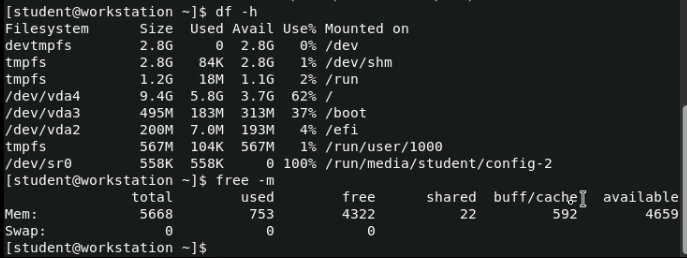 [student@workstation ~]$ df -h
Filesystem      Size  Used Avail Use% Mounted on
devtmpfs        2.8G     0  2.8G   0% /dev
tmpfs           2.8G   84K  2.8G   1% /dev/shm
tmpfs           1.2G   18M  1.1G   2% /run
/dev/vda4       9.4G  5.8G  3.7G  62% /
/dev/vda3       495M  183M  313M  37% /boot
/dev/vda2       200M  7.0M  193M   4% /efi
tmpfs           567M  104K  567M   1% /run/user/1000
/dev/sr0        558K  558K     0 100% /run/media/student/config-2
[student@workstation ~]$ free -m
               total        used        free      shared  buff/cache   available
Mem:            5668         753        4322          22         592        4659
Swap:              0           0           0
[student@workstation ~]$